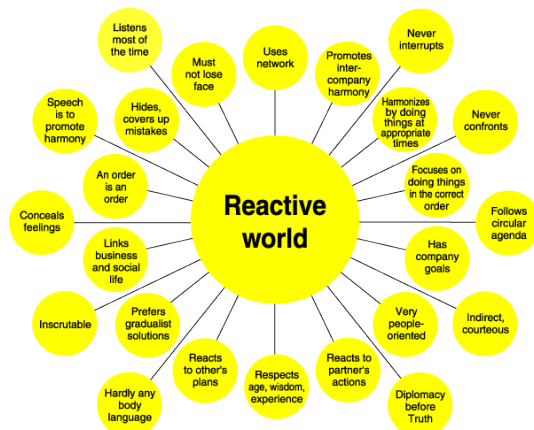 Listens
most of
the time
Must
not lose
face
Uses
network
Promotes
inter-
company
harmony
Never
interrupts
Speech
is to
promote
harmony
Hides,
covers up
mistakes
Harmonizes
by doing
things at
appropriate
times
Never
confronts
An order
is an
order
Reactive
world
Focuses on
doing things
in the correct
order
Conceals
feelings
Follows
circular
agenda
Links
business
and social
life
Has
company
goals
Inscrutable
Prefers
gradualist
solutions
Very
people-
oriented
Indirect,
courteous
Hardly any
body
language
Reacts
to other's
plans
Respects
age, wisdom,
experience
Reacts to
partner's
actions
Diplomacy
before
Truth